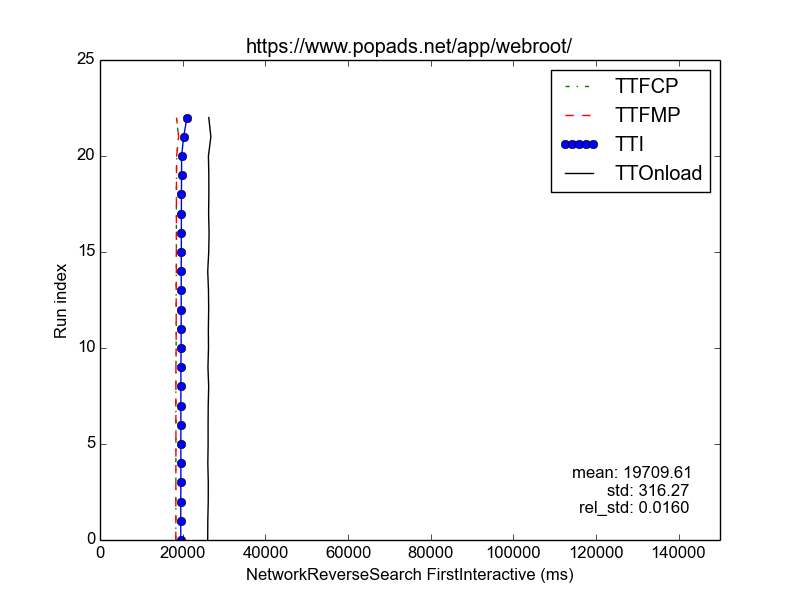 https://www.popads.net/app/webroot/
25
20
15
10
5
0
Run index
TTFCP
TTFMP
TTI
TTOnload
mean: 19709.61
std: 316.27
rel_std: 0.0160
0 20000 40000 60000 80000 100000 120000 140000
NetworkReverseSearch FirstInteractive (ms)